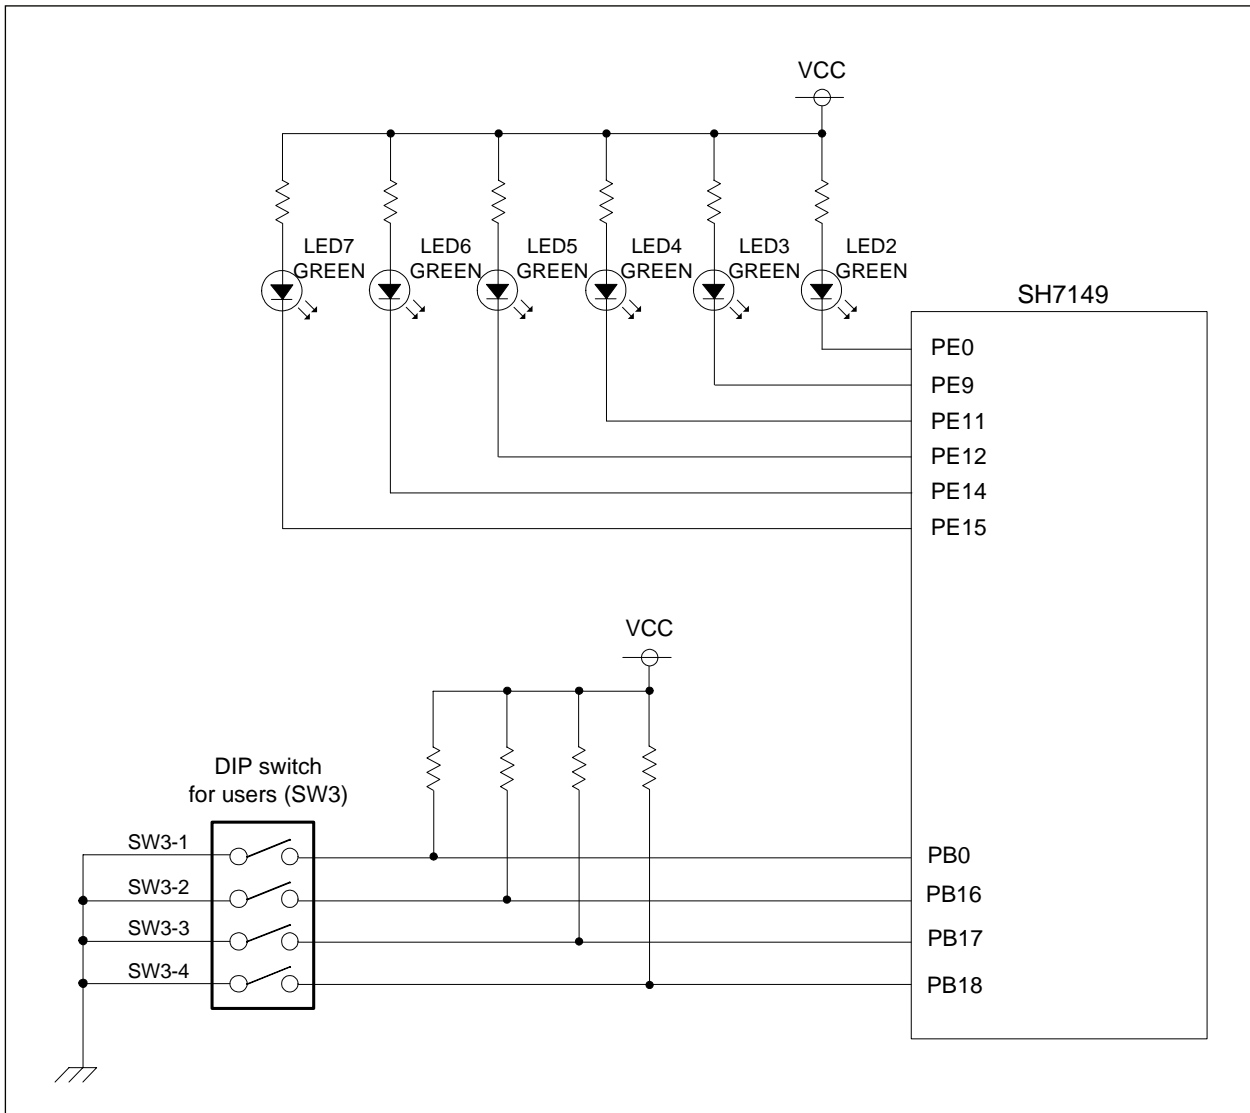 VCC
LED7
GREEN
LED6
GREEN
LED5
GREEN
LED4
GREEN
LED3
GREEN
LED2
GREEN
SH7149
PE0
PE9
PE11
PE12
PE14
PE15
VCC
DIP switch
for users (SW3)
SW3-1
SW3-2
SW3-3
SW3-4
PB0
PB16
PB17
PB18